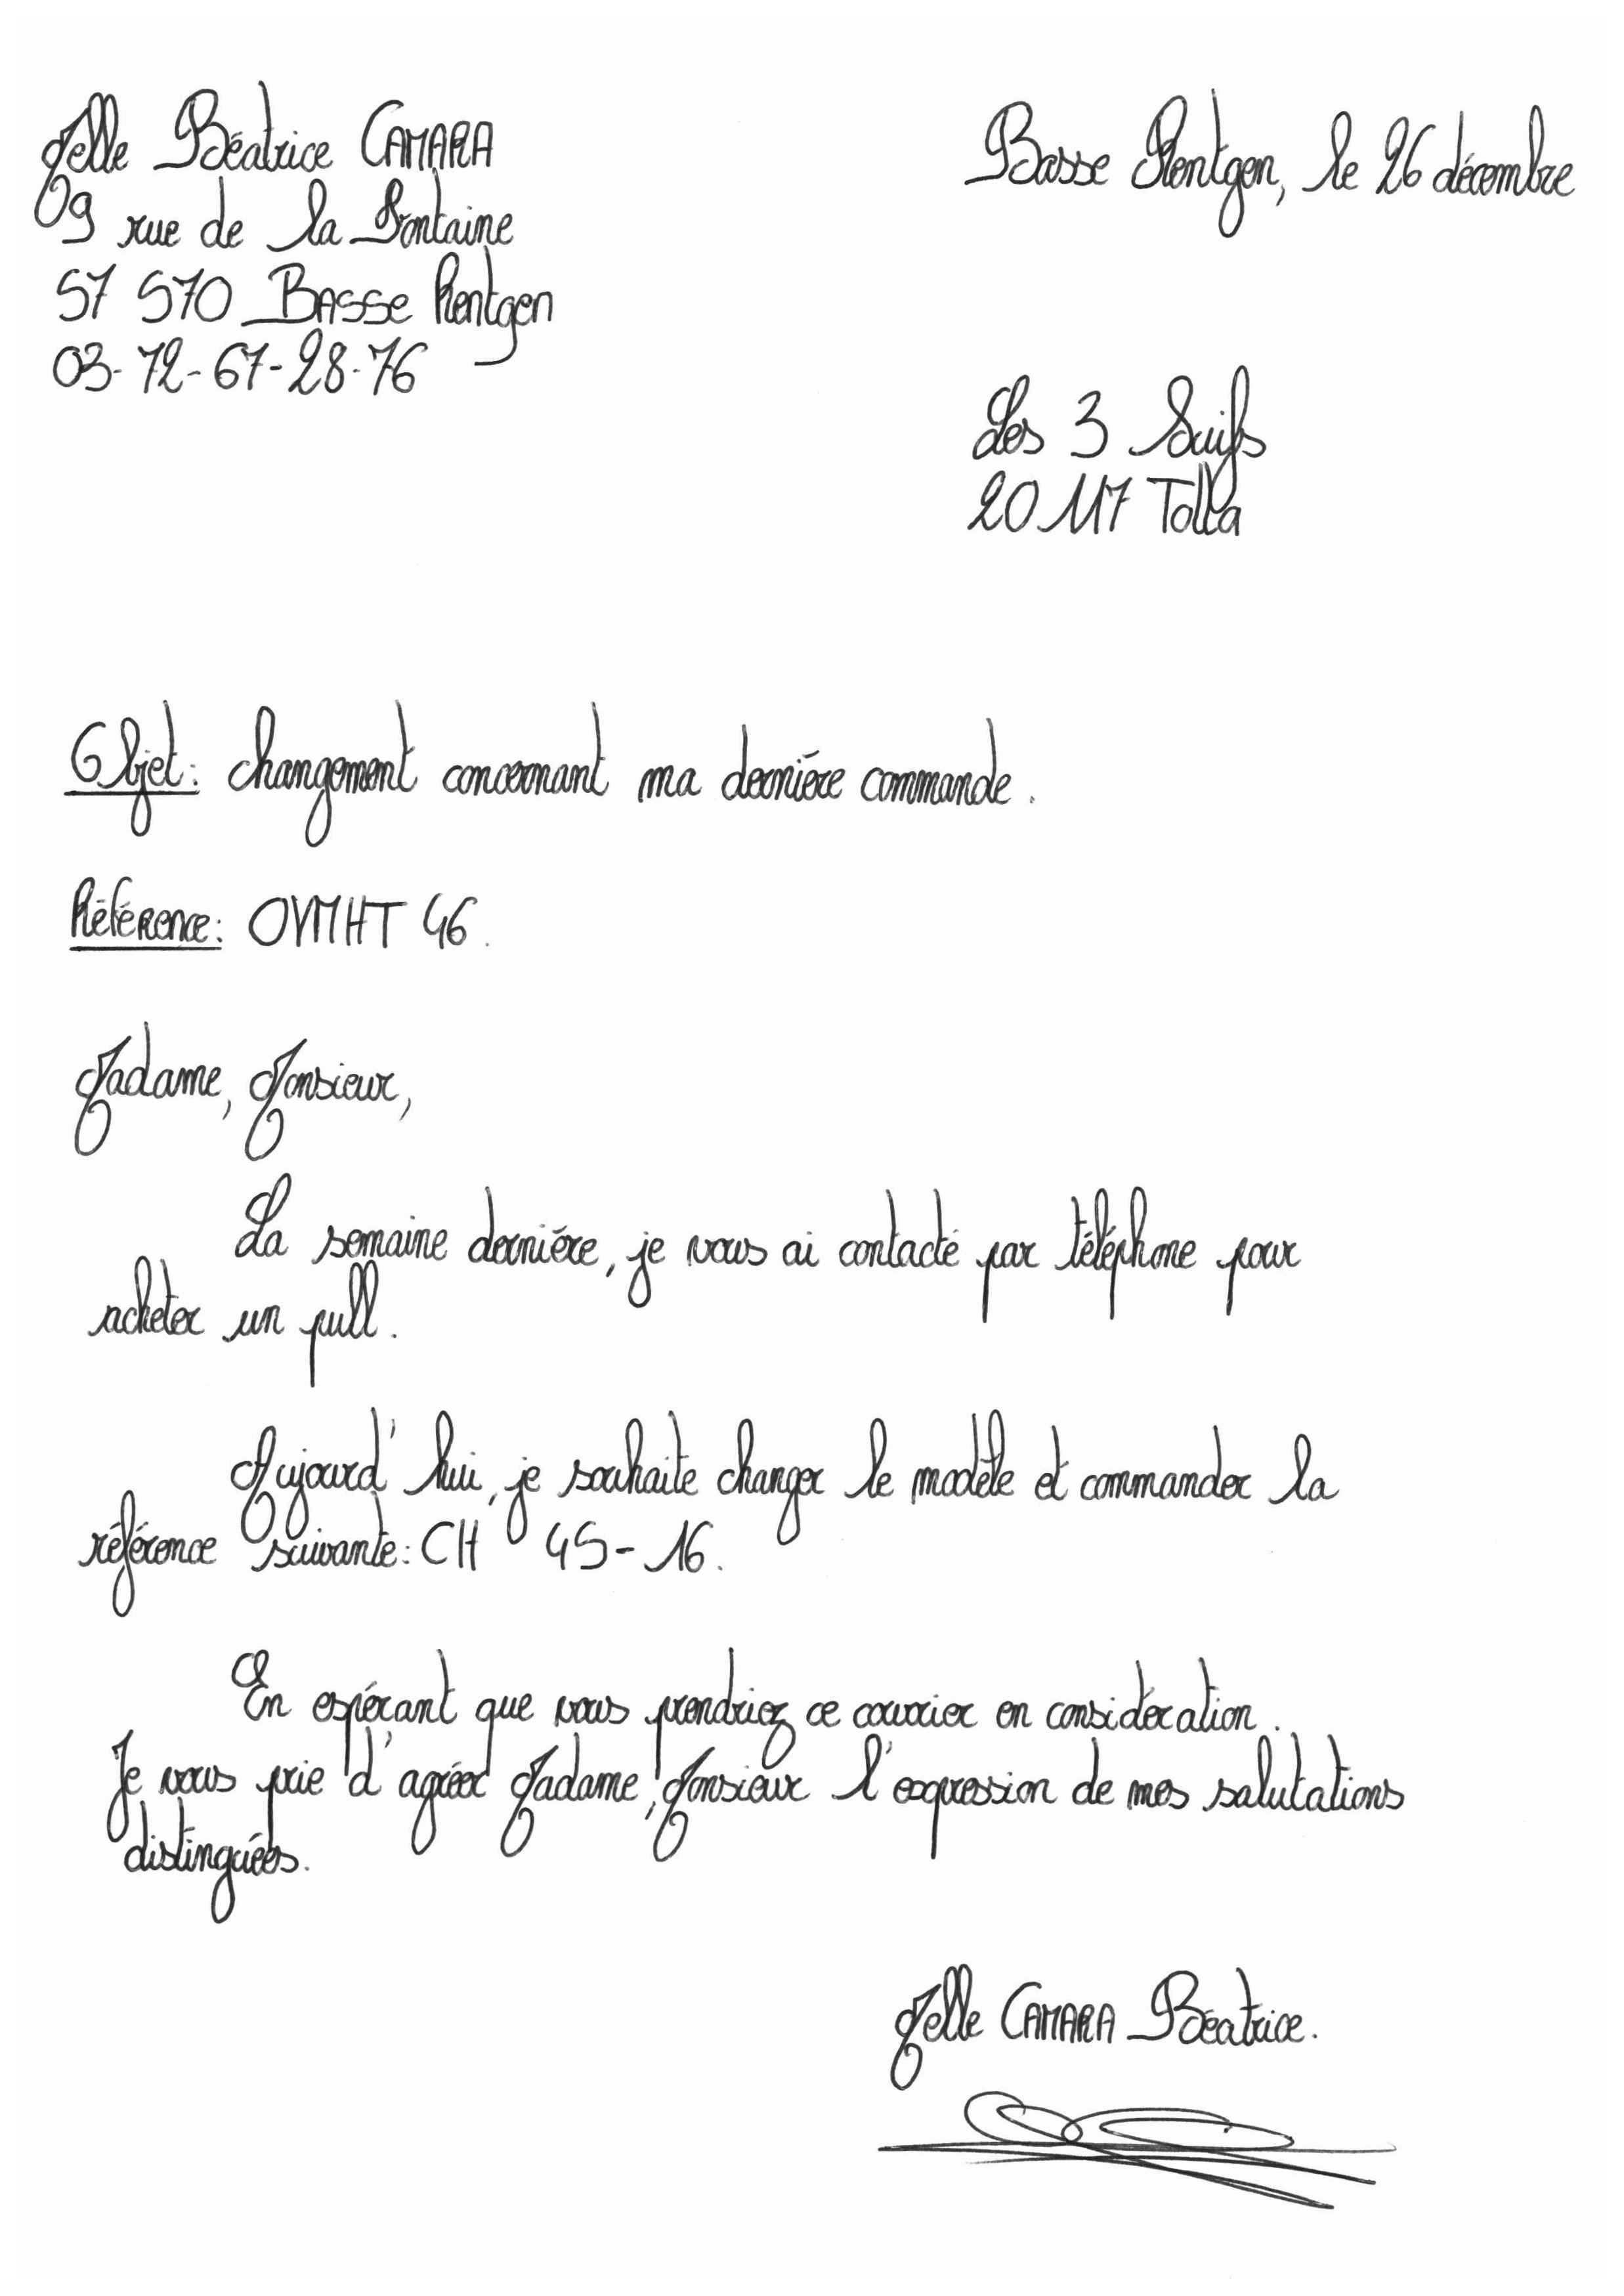 Melle Béatrice CAMARA
09 rue de la Fontaine
57 570 Basse Rentgen
03-72-67-28-76
Basse Rentgen, le 26 décembre
Les 3 Suifs
20 117 Tolla
Objet: changement concernant ma dernière commande.
Référence: OVMHT 46.
Madame, Monsieur,
La semaine dernière, je vous ai contacté par téléphone pour
acheter un pull.
Aujourd'hui, je souhaite changer le modèle et commander la
référence suivante: CH 45-16.
En espérant que vous prendriez ce courrier en considération.
Je vous prie d'agréer Madame, Monsieur l'expression de mes salutations
distinguées.
Melle CAMARA Béatrice.